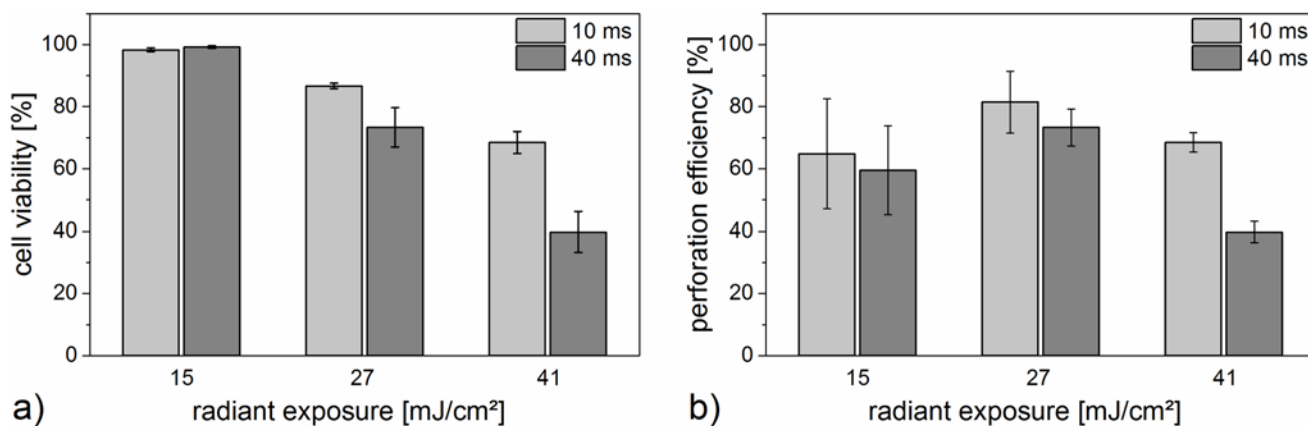 cell viability [%]
100
80
60
40
20
0
10 ms
40 ms
15 27 41
radiant exposure [mJ/cm²]
a)
perforation efficiency [%]
100
80
60
40
20
0
10 ms
40 ms
15 27 41
radiant exposure [mJ/cm²]
b)